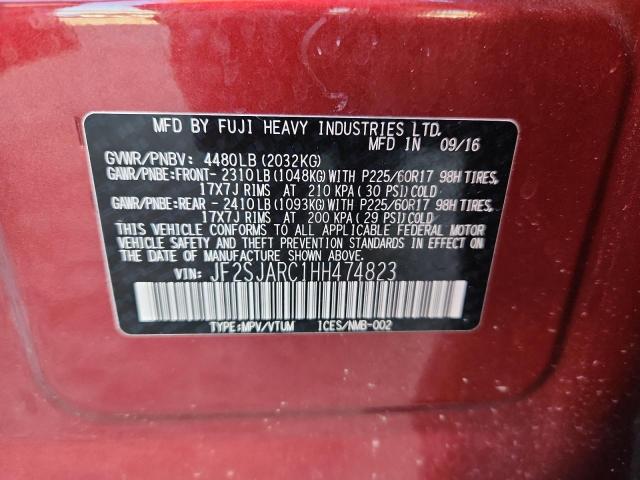 MFD BY FUJI HEAVY INDUSTRIES LTD.
MFD IN 09/16
GVWR/PNBV: 4480LB(2032KG)
GAWR/PNBE:FRONT- 2310LB(1048KG) WITH P225/60R17 98H TIRES,
17X7J RIMS AT 210 KPA(30 PSI)COLD
GAWR/PNBE:REAR - 2410LB(1093KG) WITH P225/60R17 98H TIRES,
17X7J RIMS AT 200 KPA(29 PSI)COLD
THIS VEHICLE CONFORMS TO ALL APPLICABLE FEDERAL MOTOR
VEHICLE SAFETY AND THEFT PREVENTION STANDARDS IN EFFECT ON
THE DATE OF MANUFACTURE SHOWN ABOVE.
VIN: JF2SJARC1HH474823
TYPE:MPV/VTUM ICES/NMB-002